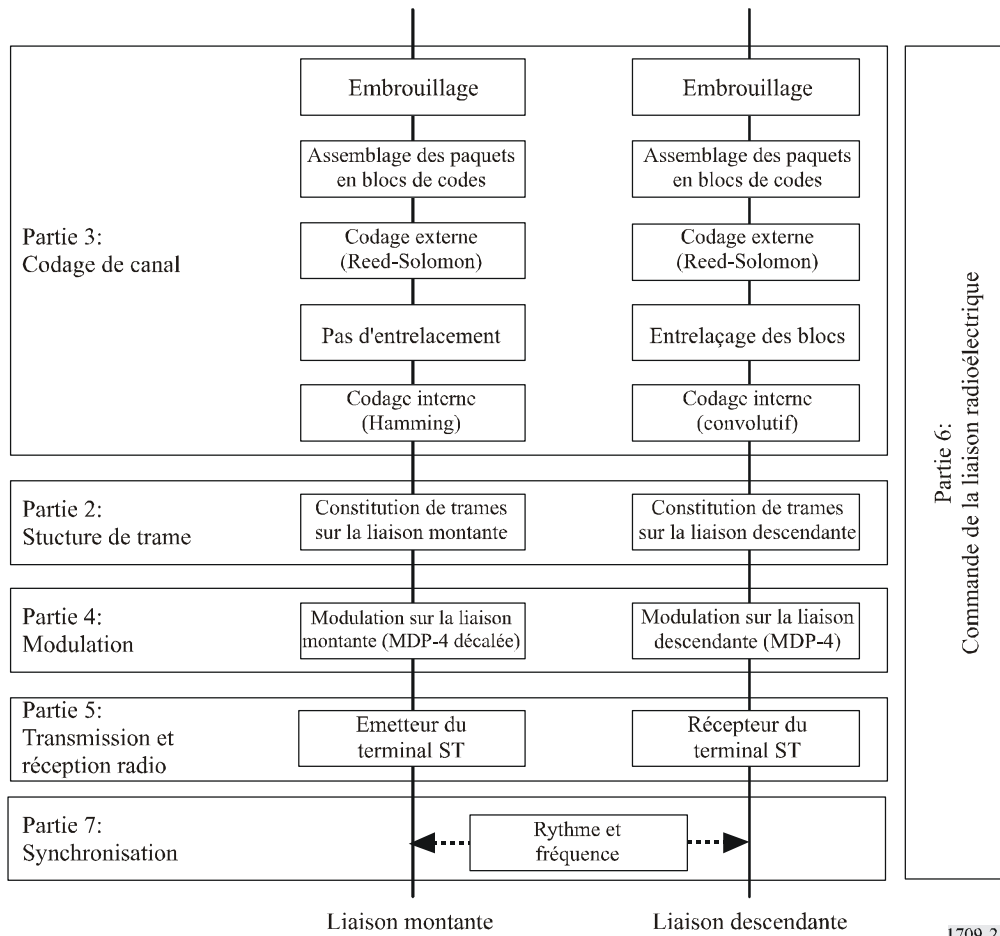 Embrouillage
Embrouillage
Assemblage des paquets
en blocs de codes
Assemblage des paquets
en blocs de codes
Partie 3:
Codage de canal
Codage externe
(Reed-Solomon)
Codage externe
(Reed-Solomon)
Pas d'entrelacement
Entrelaçage des blocs
Codage interne
(Hamming)
Codage interne
(convolutif)
Partie 6:
Commande de la liaison radioélectrique
Partie 2:
Stucture de trame
Constitution de trames
sur la liaison montante
Constitution de trames
sur la liaison descendante
Partie 4:
Modulation
Modulation sur la liaison
montante (MDP-4 décalée)
Modulation sur la liaison
descendante (MDP-4)
Partie 5:
Transmission et
réception radio
Emetteur du
terminal ST
Récepteur du
terminal ST
Partie 7:
Synchronisation
Rythme et
fréquence
Liaison montante
Liaison descendante
1709-2